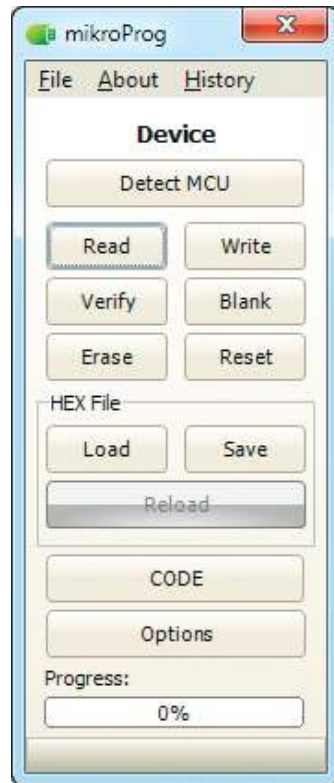 mikroProg
File About History
Device
Detect MCU
Read Write
Verify Blank
Erase Reset
HEX File
Load Save
Reload
CODE
Options
Progress:
0%